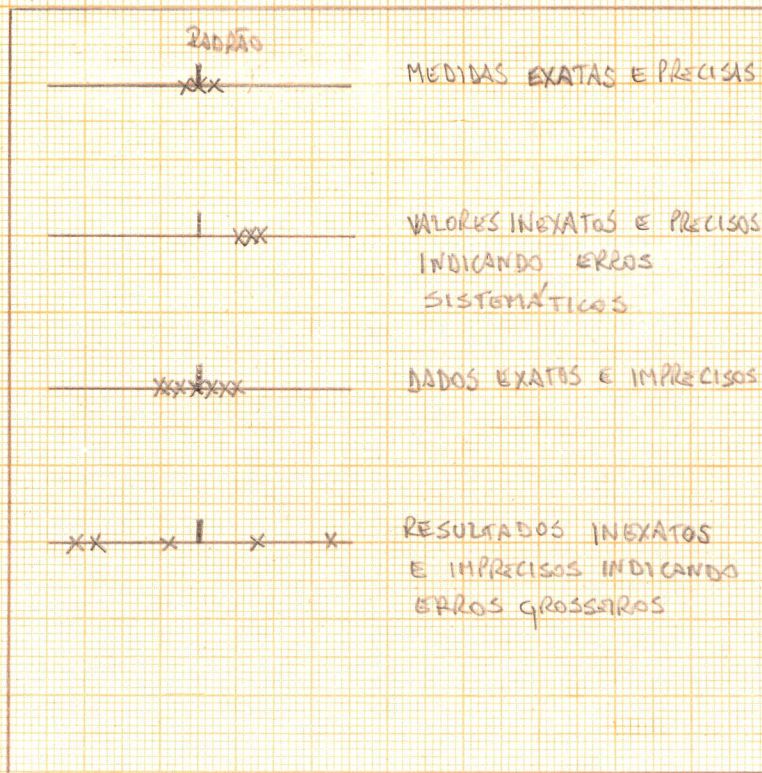 PADRÃO
MEDIDAS EXATAS E PRECISAS
VALORES INEXATOS E PRECISOS
INDICANDO ERROS
SISTEMÁTICOS
DADOS EXATOS E IMPRECISOS
RESULTADOS INEXATOS
E IMPRECISOS INDICANDO
ERROS GROSSEIROS